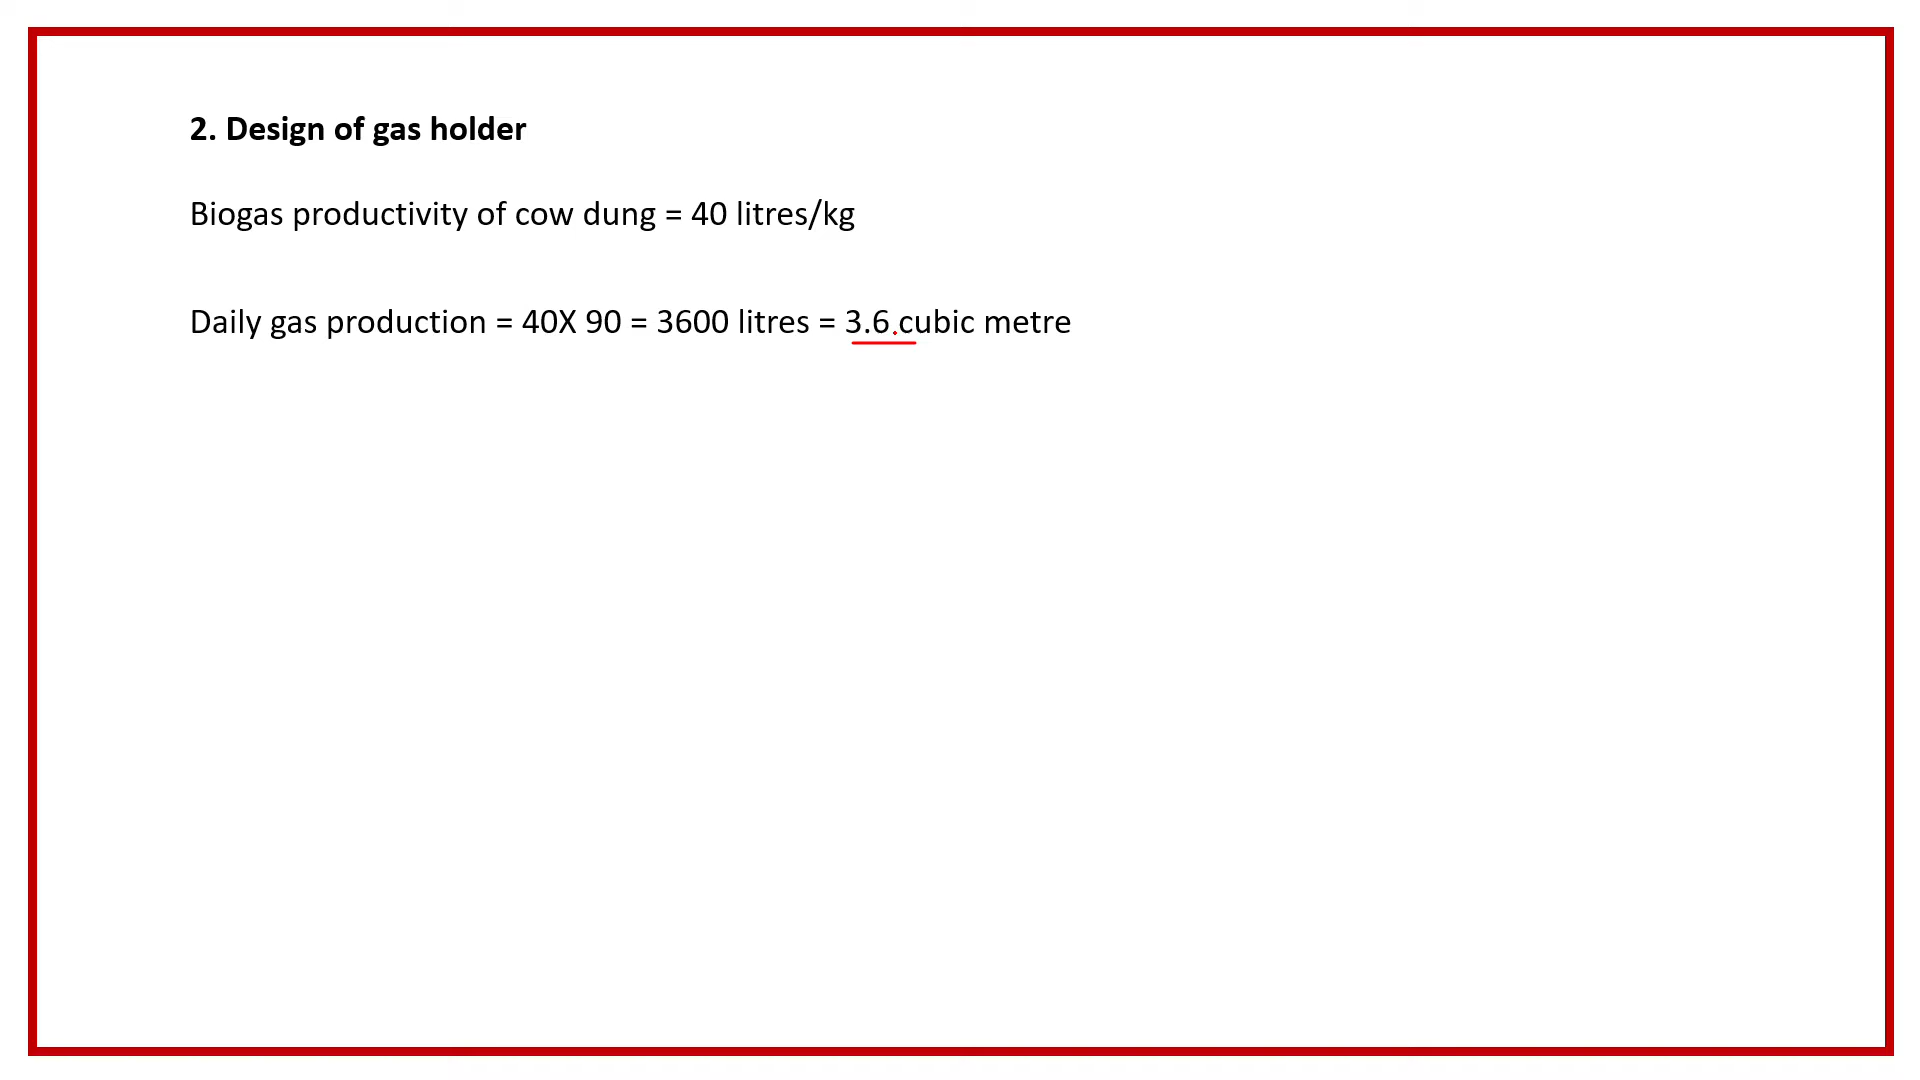 2. Design of gas holder
Biogas productivity of cow dung = 40 litres/kg
Daily gas production = 40X 90 = 3600 litres = 3.6 cubic metre